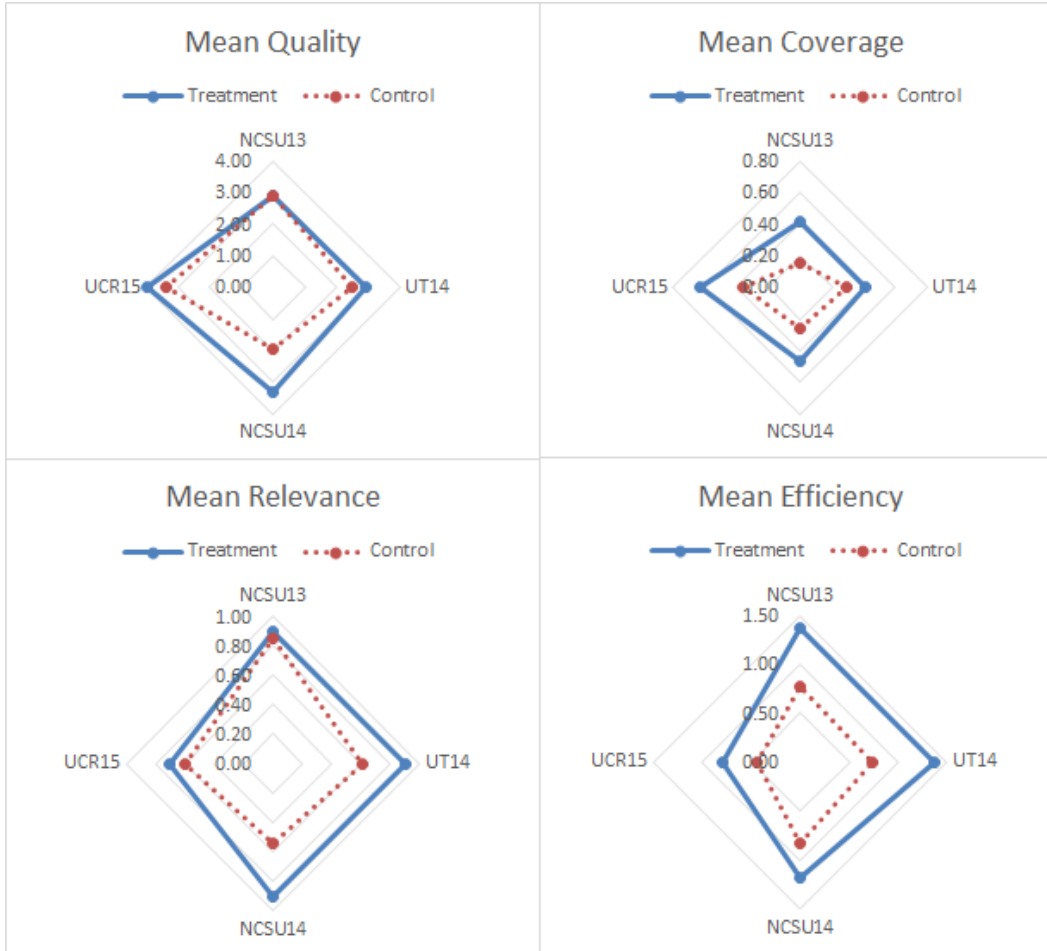 Mean Quality
Treatment Control
NCSU13
4.00
3.00
2.00
1.00
0.00
UCR15
UT14
NCSU14
Mean Coverage
Treatment Control
NCSU13
0.80
0.60
0.40
0.20
0.00
UCR15
UT14
NCSU14
Mean Relevance
Treatment Control
NCSU13
1.00
0.80
0.60
0.40
0.20
0.00
UCR15
UT14
NCSU14
Mean Efficiency
Treatment Control
NCSU13
1.50
1.00
0.50
0.00
UCR15
UT14
NCSU14